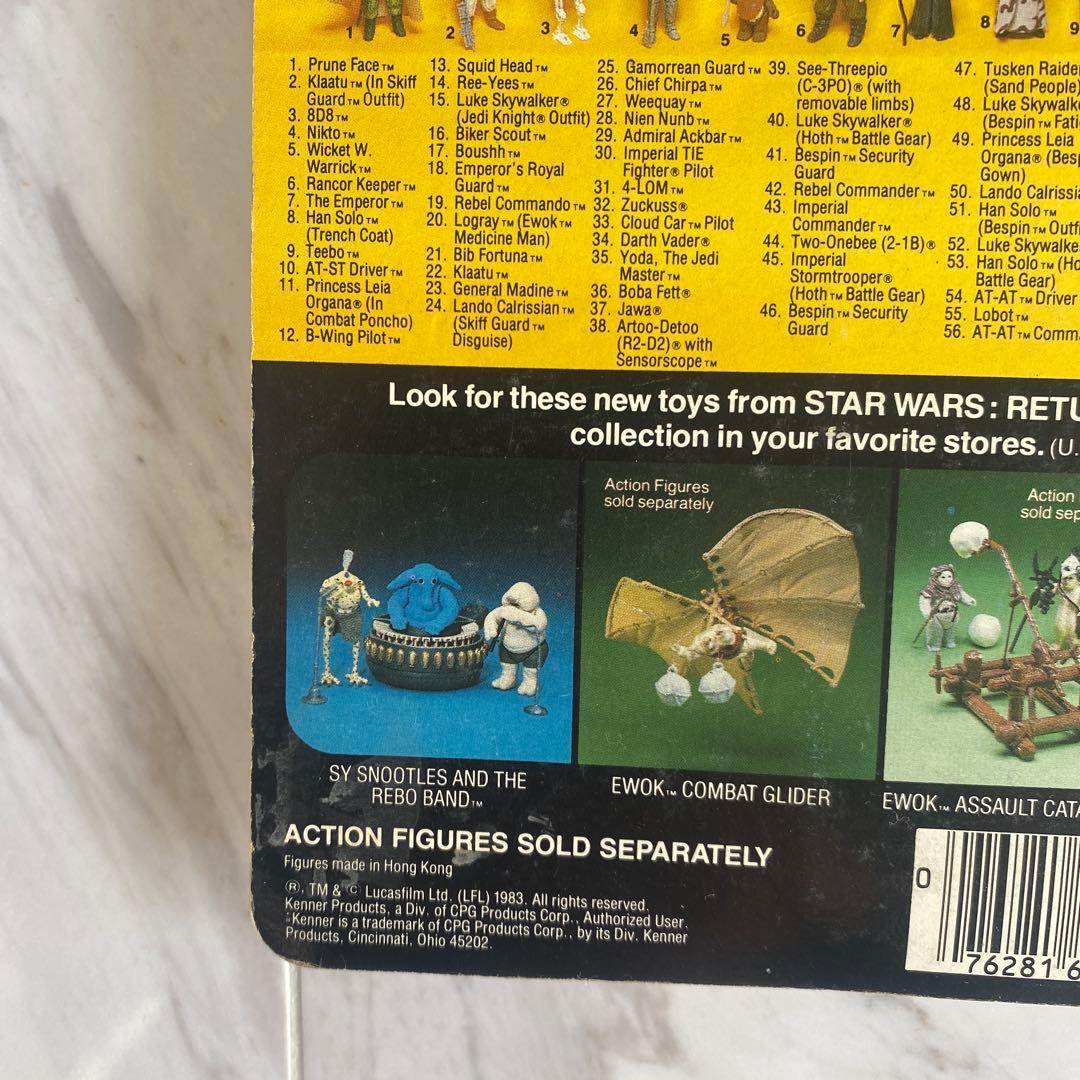 1
2
3
4
5
6
7
8
9
1. Prune Face™
2. Klaatu™ (In Skiff
Guard™ Outfit)
3. 8D8™
4. Nikto™
5. Wicket W.
Warrick™
6. Rancor Keeper™
7. The Emperor™
8. Han Solo™
(Trench Coat)
9. Teebo™
10. AT-ST Driver™
11. Princess Leia
Organa® (In
Combat Poncho)
12. B-Wing Pilot™
13. Squid Head™
14. Ree-Yees™
15. Luke Skywalker®
(Jedi Knight® Outfit)
16. Biker Scout™
17. Boushh™
18. Emperor's Royal
Guard™
19. Rebel Commando™
20. Logray™ (Ewok™
Medicine Man)
21. Bib Fortuna™
22. Klaatu™
23. General Madine™
24. Lando Calrissian™
(Skiff Guard™
Disguise)
25. Gamorrean Guard™
26. Chief Chirpa™
27. Weequay™
28. Nien Nunb™
29. Admiral Ackbar™
30. Imperial TIE
Fighter® Pilot
31. 4-LOM™
32. Zuckuss®
33. Cloud Car™ Pilot
34. Darth Vader®
35. Yoda, The Jedi
Master™
36. Boba Fett®
37. Jawa®
38. Artoo-Detoo
(R2-D2)® with
Sensorscope™
39. See-Threepio
(C-3PO)® (with
removable limbs)
40. Luke Skywalker®
(Hoth™ Battle Gear)
41. Bespin™ Security
Guard
42. Rebel Commander™
43. Imperial
Commander™
44. Two-Onebee (2-1B)®
45. Imperial
Stormtrooper®
(Hoth™ Battle Gear)
46. Bespin™ Security
Guard
47. Tusken Raide
(Sand People)
48. Luke Skywalk
(Bespin™ Fati
49. Princess Leia
Organa® (Bes
Gown)
50. Lando Calrissi
51. Han Solo™
(Bespin™ Outf
52. Luke Skywalke
53. Han Solo™ (Ho
Battle Gear)
54. AT-AT™ Driver
55. Lobot™
56. AT-AT™ Comm
Look for these new toys from STAR WARS: RETU
collection in your favorite stores. (U.
Action Figures
sold separately
Action
sold sep
SY SNOOTLES AND THE
REBO BAND™
EWOK™ COMBAT GLIDER
EWOK™ ASSAULT CATA
ACTION FIGURES SOLD SEPARATELY
Figures made in Hong Kong
®, TM & © Lucasfilm Ltd. (LFL) 1983. All rights reserved.
Kenner Products, a Div. of CPG Products Corp., Authorized User.
Kenner is a trademark of CPG Products Corp., by its Div. Kenner
Products, Cincinnati, Ohio 45202.
0
76281 6